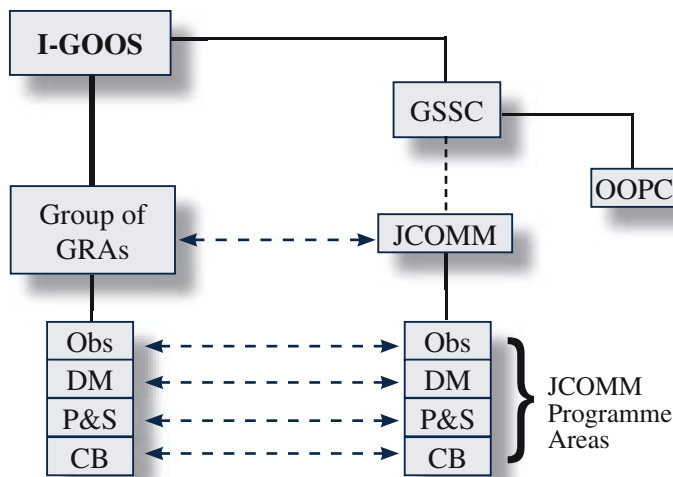 I-GOOS
GSSC
OOPC
Group of
GRAs
JCOMM
Obs
DM
P&S
CB
Obs
DM
P&S
CB
JCOMM
Programme
Areas